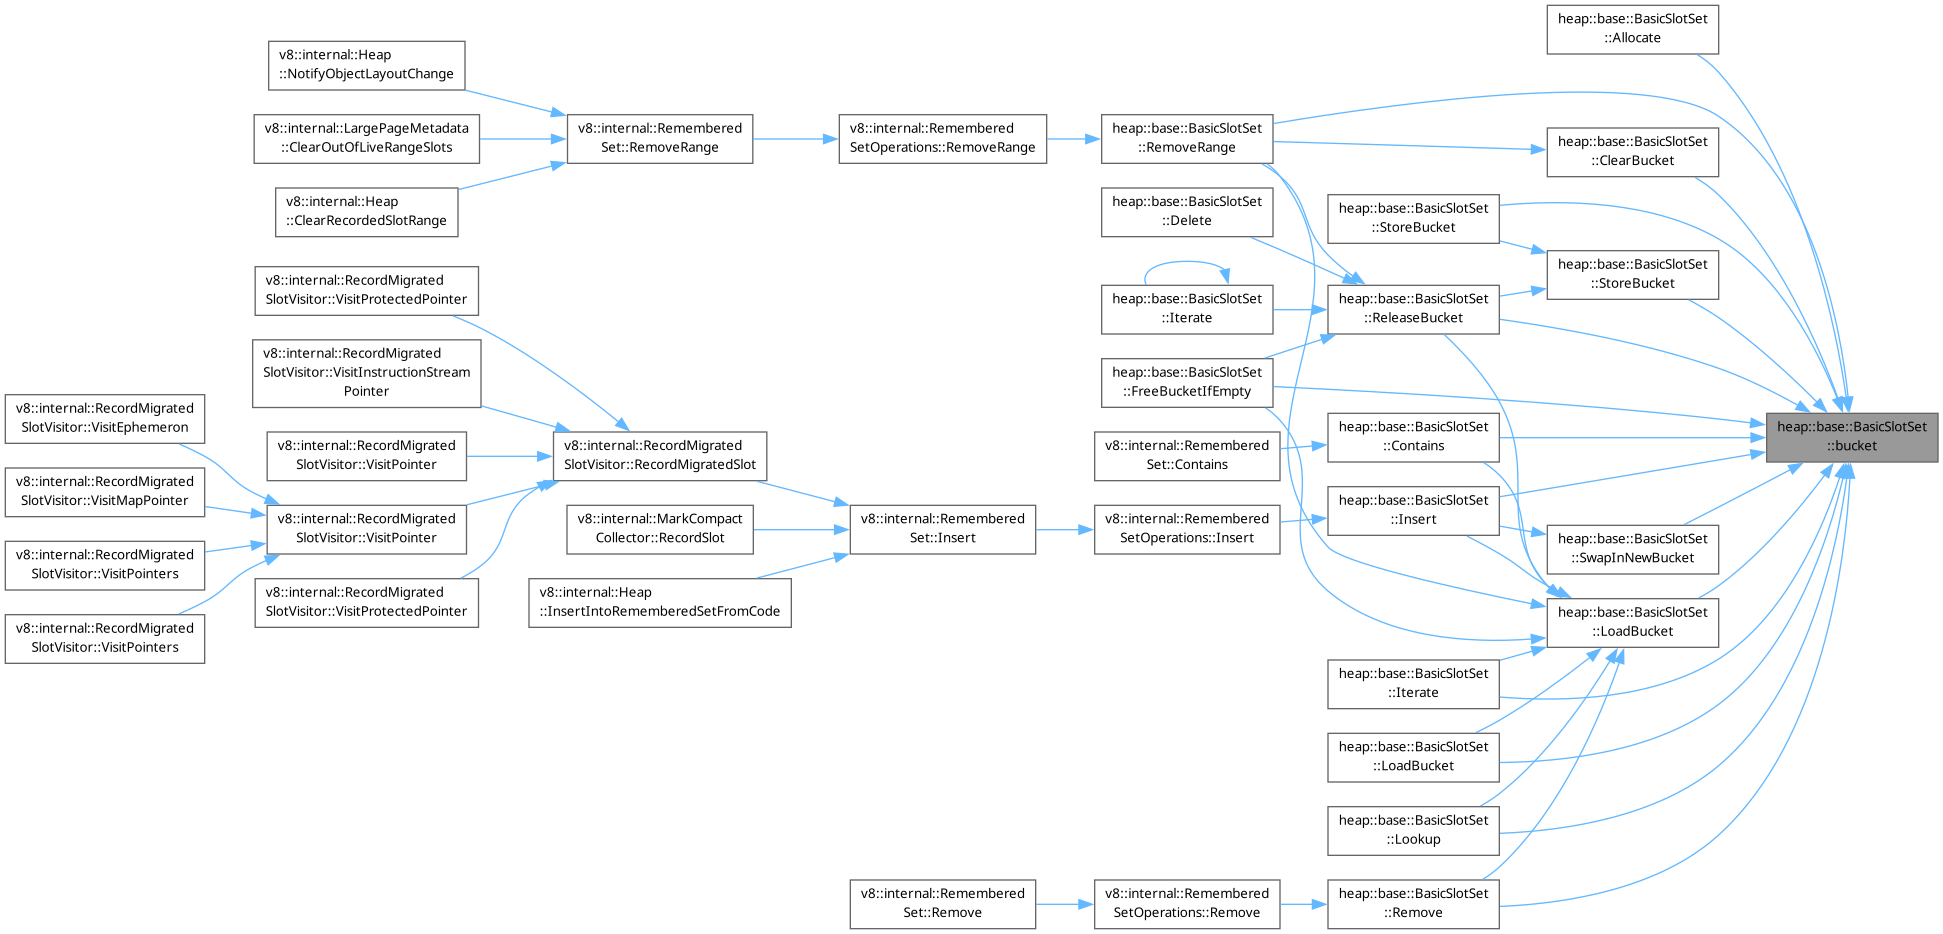 heap::base::BasicSlotSet
::Allocate
v8::internal::Heap
::NotifyObjectLayoutChange
v8::internal::LargePageMetadata
::ClearOutOfLiveRangeSlots
v8::internal::Remembered
Set::RemoveRange
v8::internal::Remembered
SetOperations::RemoveRange
heap::base::BasicSlotSet
::RemoveRange
heap::base::BasicSlotSet
::ClearBucket
v8::internal::Heap
::ClearRecordedSlotRange
heap::base::BasicSlotSet
::Delete
heap::base::BasicSlotSet
::StoreBucket
heap::base::BasicSlotSet
::StoreBucket
v8::internal::RecordMigrated
SlotVisitor::VisitProtectedPointer
heap::base::BasicSlotSet
::Iterate
heap::base::BasicSlotSet
::ReleaseBucket
v8::internal::RecordMigrated
SlotVisitor::VisitInstructionStream
Pointer
heap::base::BasicSlotSet
::FreeBucketIfEmpty
v8::internal::RecordMigrated
SlotVisitor::VisitEphemeron
v8::internal::RecordMigrated
SlotVisitor::VisitPointer
v8::internal::RecordMigrated
SlotVisitor::RecordMigratedSlot
v8::internal::Remembered
Set::Contains
heap::base::BasicSlotSet
::Contains
heap::base::BasicSlotSet
::bucket
v8::internal::RecordMigrated
SlotVisitor::VisitMapPointer
v8::internal::RecordMigrated
SlotVisitor::VisitPointer
v8::internal::MarkCompact
Collector::RecordSlot
v8::internal::Remembered
Set::Insert
v8::internal::Remembered
SetOperations::Insert
heap::base::BasicSlotSet
::Insert
heap::base::BasicSlotSet
::SwapInNewBucket
v8::internal::RecordMigrated
SlotVisitor::VisitPointers
v8::internal::RecordMigrated
SlotVisitor::VisitProtectedPointer
v8::internal::Heap
::InsertIntoRememberedSetFromCode
heap::base::BasicSlotSet
::LoadBucket
v8::internal::RecordMigrated
SlotVisitor::VisitPointers
heap::base::BasicSlotSet
::Iterate
heap::base::BasicSlotSet
::LoadBucket
heap::base::BasicSlotSet
::Lookup
v8::internal::Remembered
Set::Remove
v8::internal::Remembered
SetOperations::Remove
heap::base::BasicSlotSet
::Remove